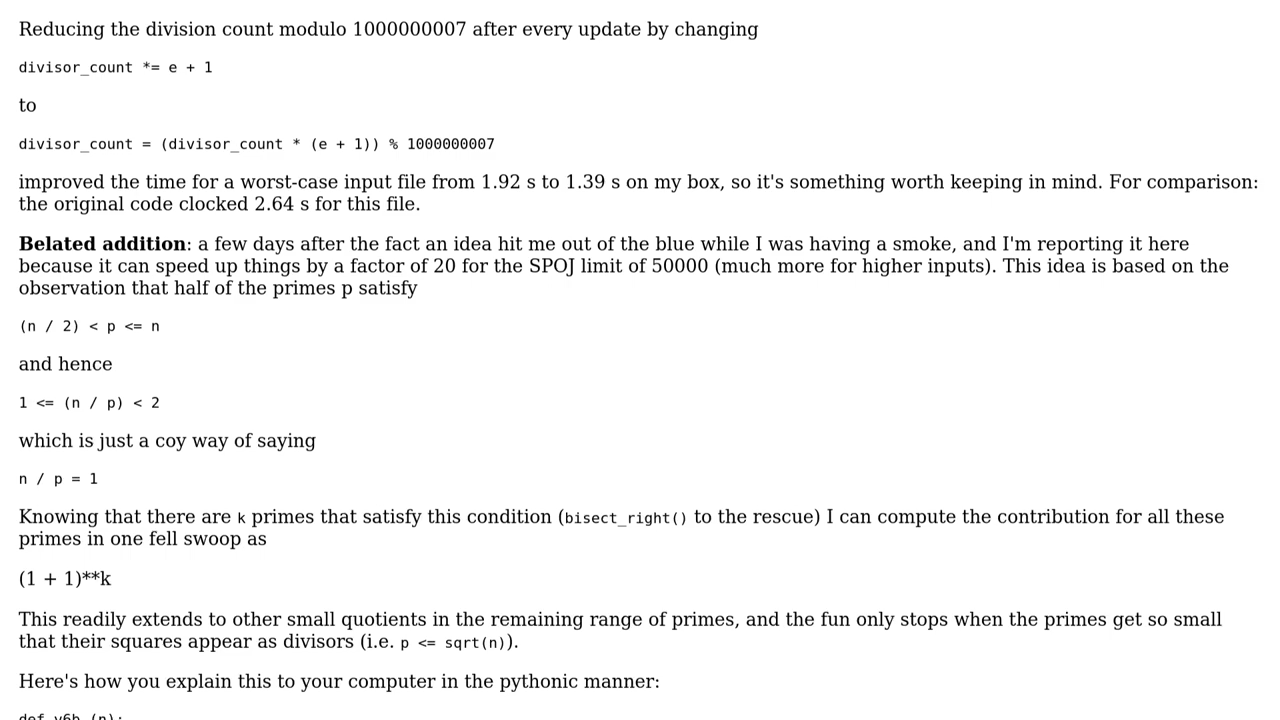 Reducing the division count modulo 1000000007 after every update by changing
divisor_count *= e + 1
to
divisor_count = (divisor_count * (e + 1)) % 1000000007
improved the time for a worst-case input file from 1.92 s to 1.39 s on my box, so it's something worth keeping in mind. For comparison:
the original code clocked 2.64 s for this file.
Belated addition: a few days after the fact an idea hit me out of the blue while I was having a smoke, and I'm reporting it here
because it can speed up things by a factor of 20 for the SPOJ limit of 50000 (much more for higher inputs). This idea is based on the
observation that half of the primes p satisfy
(n / 2) < p <= n
and hence
1 <= (n / p) < 2
which is just a coy way of saying
n / p = 1
Knowing that there are k primes that satisfy this condition (bisect_right() to the rescue) I can compute the contribution for all these
primes in one fell swoop as
(1 + 1)**k
This readily extends to other small quotients in the remaining range of primes, and the fun only stops when the primes get so small
that their squares appear as divisors (i.e. p <= sqrt(n)).
Here's how you explain this to your computer in the pythonic manner:
def v6b (n):